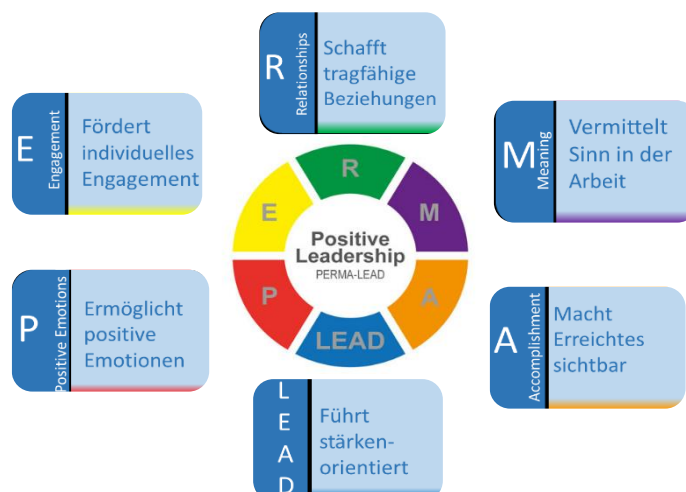 R
Relationships
Schafft
tragfähige
Beziehungen
E
Engagement
Fördert
individuelles
Engagement
M
Meaning
Vermittelt
Sinn in der
Arbeit
R
E
M
Positive
Leadership
PERMA-LEAD
P
A
LEAD
P
Positive Emotions
Ermöglicht
positive
Emotionen
A
Accomplishment
Macht
Erreichtes
sichtbar
L
E
A
D
Führt
stärken-
orientiert